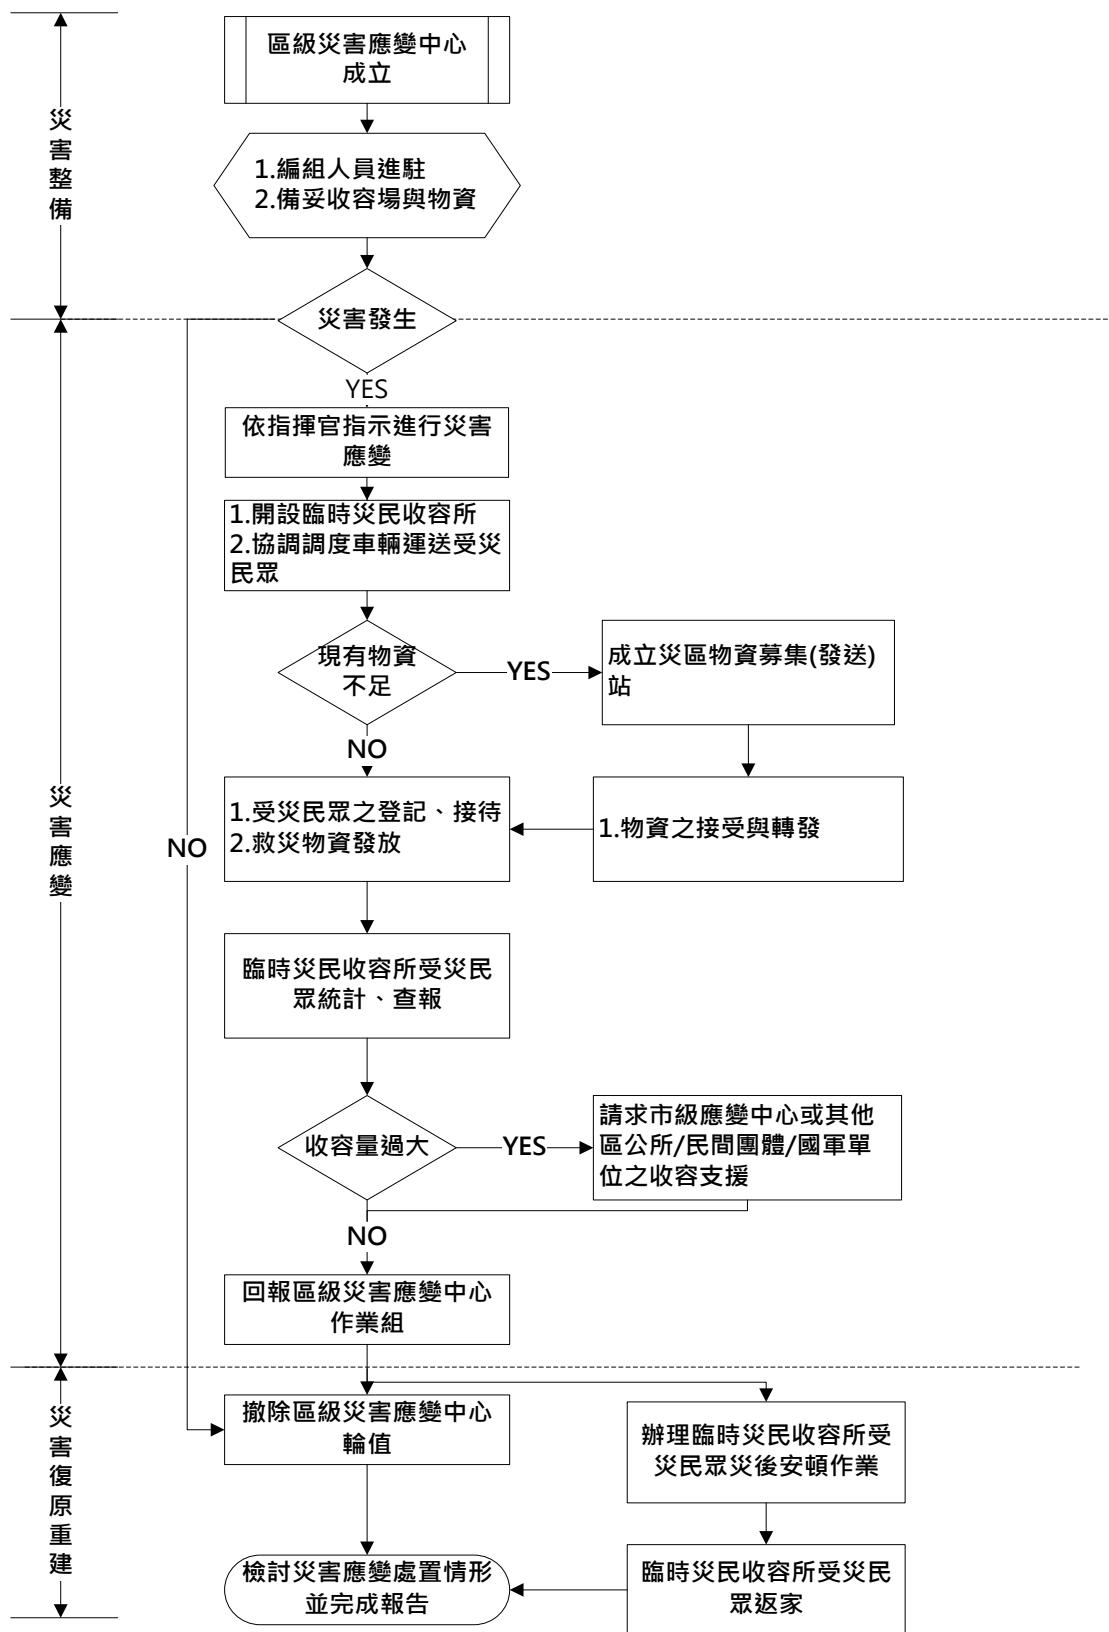 災害整備
區級災害應變中心
成立
1.編組人員進駐
2.備妥收容場與物資
災害發生
YES
災害應變
依指揮官指示進行災害
應變
1.開設臨時災民收容所
2.協調調度車輛運送受災
民眾
現有物資
不足
YES
成立災區物資募集(發送)
站
NO
1.受災民眾之登記、接待
2.救災物資發放
1.物資之接受與轉發
NO
臨時災民收容所受災民
眾統計、查報
收容量過大
YES
請求市級應變中心或其他
區公所/民間團體/國軍單
位之收容支援
NO
回報區級災害應變中心
作業組
災害復原重建
撤除區級災害應變中心
輪值
辦理臨時災民收容所受
災民眾災後安頓作業
檢討災害應變處置情形
並完成報告
臨時災民收容所受災民
眾返家